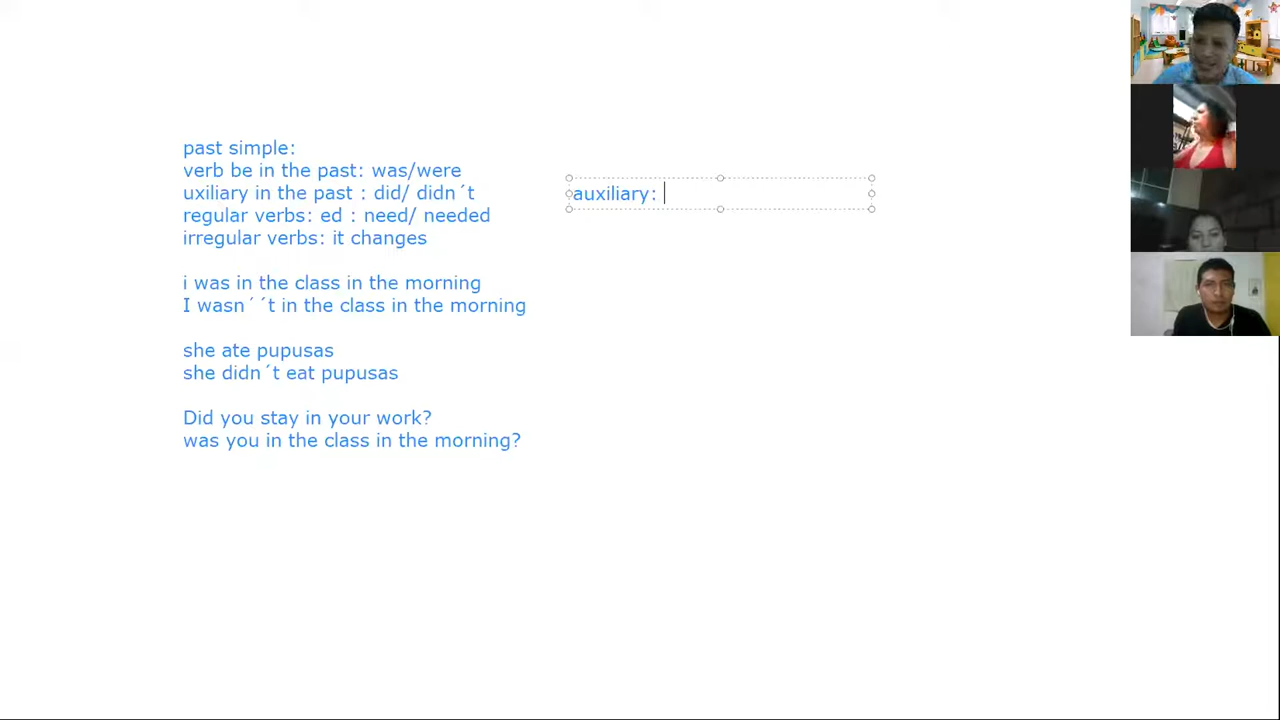 past simple:
verb be in the past: was/were
uxiliary in the past : did/ didn´t
regular verbs: ed : need/ needed
irregular verbs: it changes
i was in the class in the morning
I wasn´´t in the class in the morning
she ate pupusas
she didn´t eat pupusas
Did you stay in your work?
was you in the class in the morning?
auxiliary: